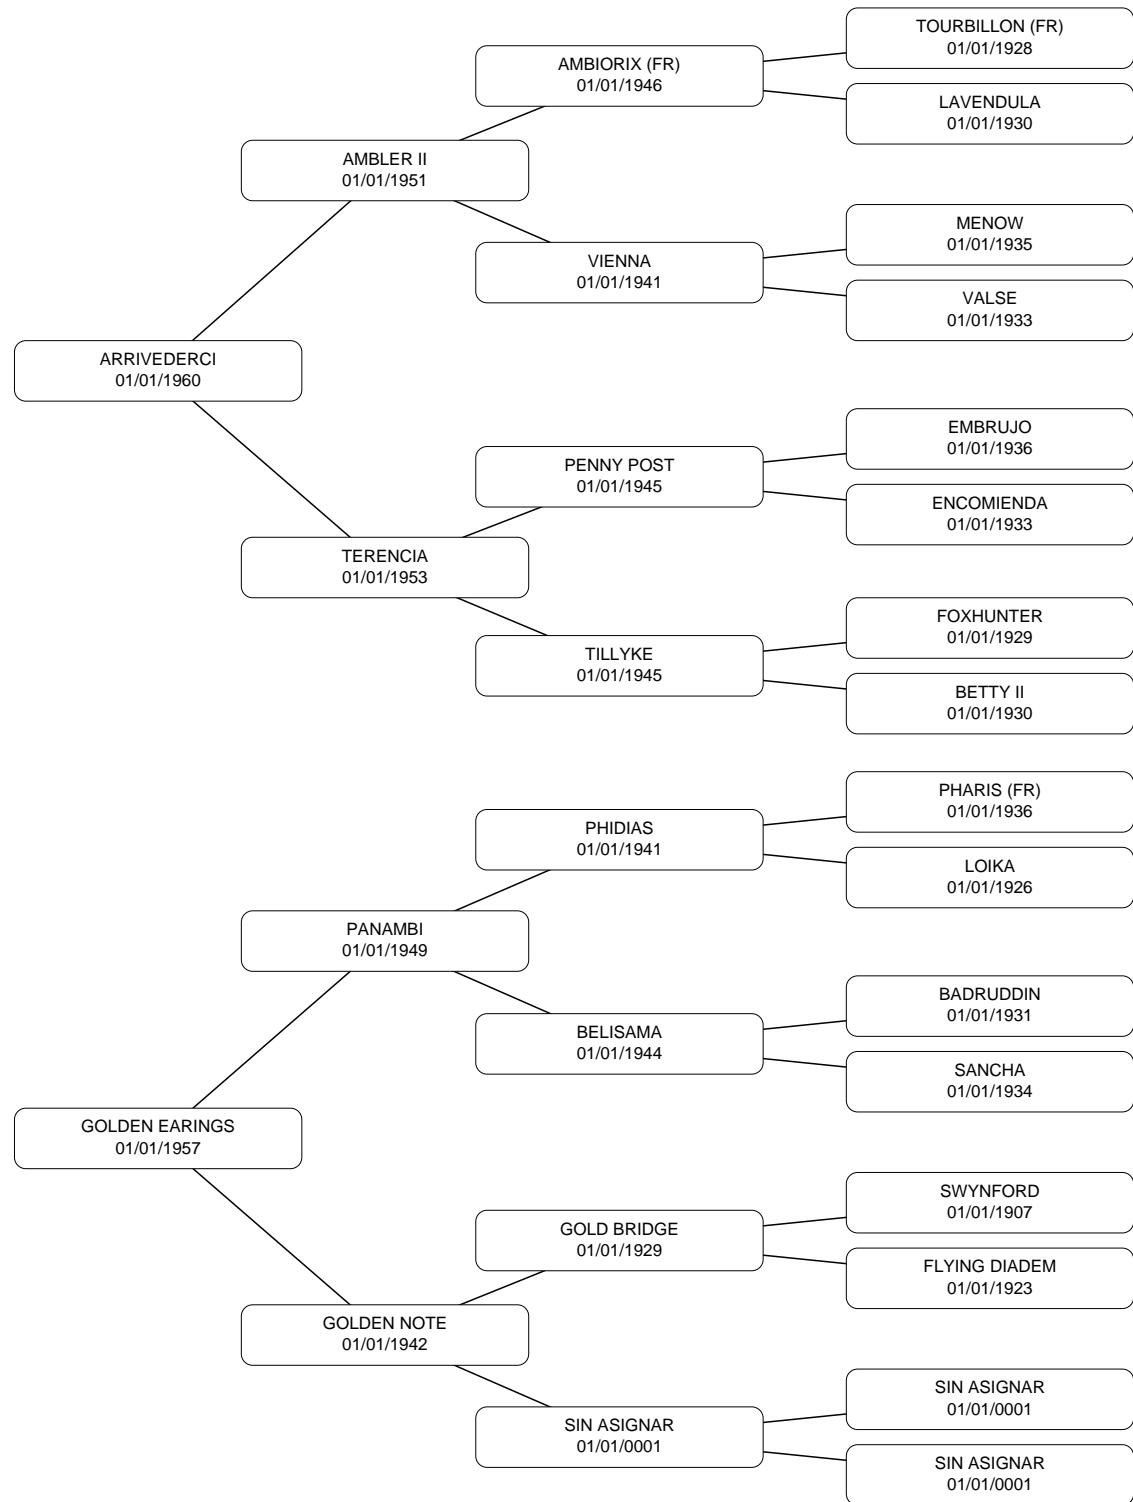 TOURBILLON (FR)
01/01/1928
AMBIORIX (FR)
01/01/1946
LAVENDULA
01/01/1930
AMBLER II
01/01/1951
MENOW
01/01/1935
VIENNA
01/01/1941
VALSE
01/01/1933
ARRIVEDERCI
01/01/1960
EMBRUJO
01/01/1936
PENNY POST
01/01/1945
ENCOMIENDA
01/01/1933
TERENCIA
01/01/1953
FOXHUNTER
01/01/1929
TILLYKE
01/01/1945
BETTY II
01/01/1930
PHARIS (FR)
01/01/1936
PHIDIAS
01/01/1941
LOIKA
01/01/1926
PANAMBI
01/01/1949
BADRUDDIN
01/01/1931
BELISAMA
01/01/1944
SANCHA
01/01/1934
GOLDEN EARINGS
01/01/1957
SWYNFORD
01/01/1907
GOLD BRIDGE
01/01/1929
FLYING DIADEM
01/01/1923
GOLDEN NOTE
01/01/1942
SIN ASIGNAR
01/01/0001
SIN ASIGNAR
01/01/0001
SIN ASIGNAR
01/01/0001